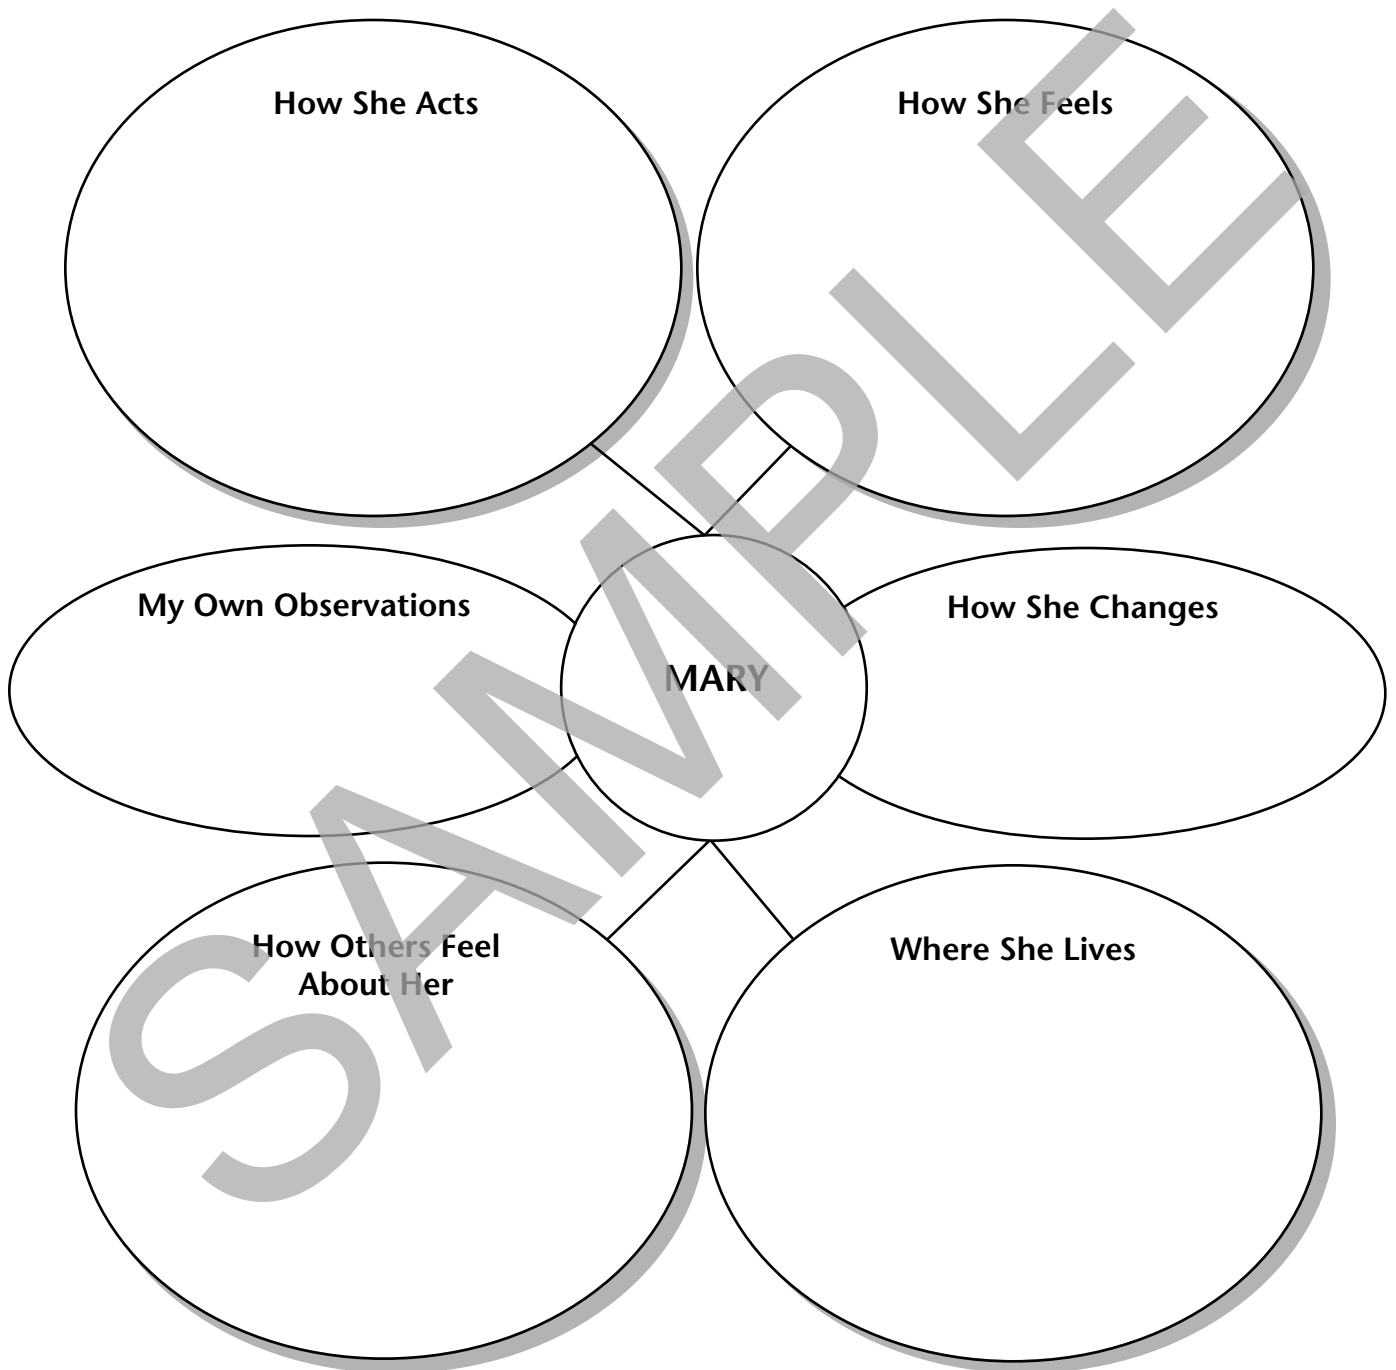 How She Acts
How She Feels
My Own Observations
How She Changes
MARY
How Others Feel
About Her
Where She Lives
SAMPLE